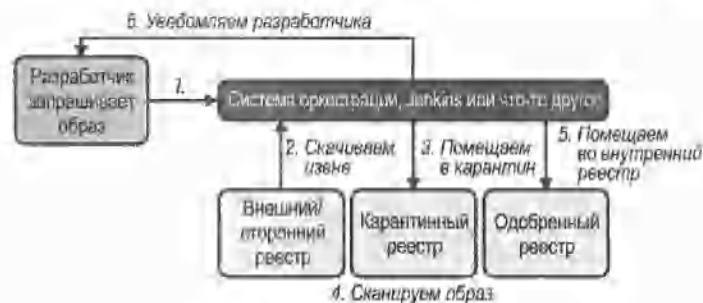 6. Уведомляем разработчика
Разработчик
запрашивает
образ
1.
Система оркестрации, Jenkins или что-то другое
2. Скачиваем
извне
3. Помещаем
в карантин
5. Помещаем
во внутренний
реестр
Внешний/
сторонний
реестр
Карантинный
реестр
Одобренный
реестр
4. Сканируем образ